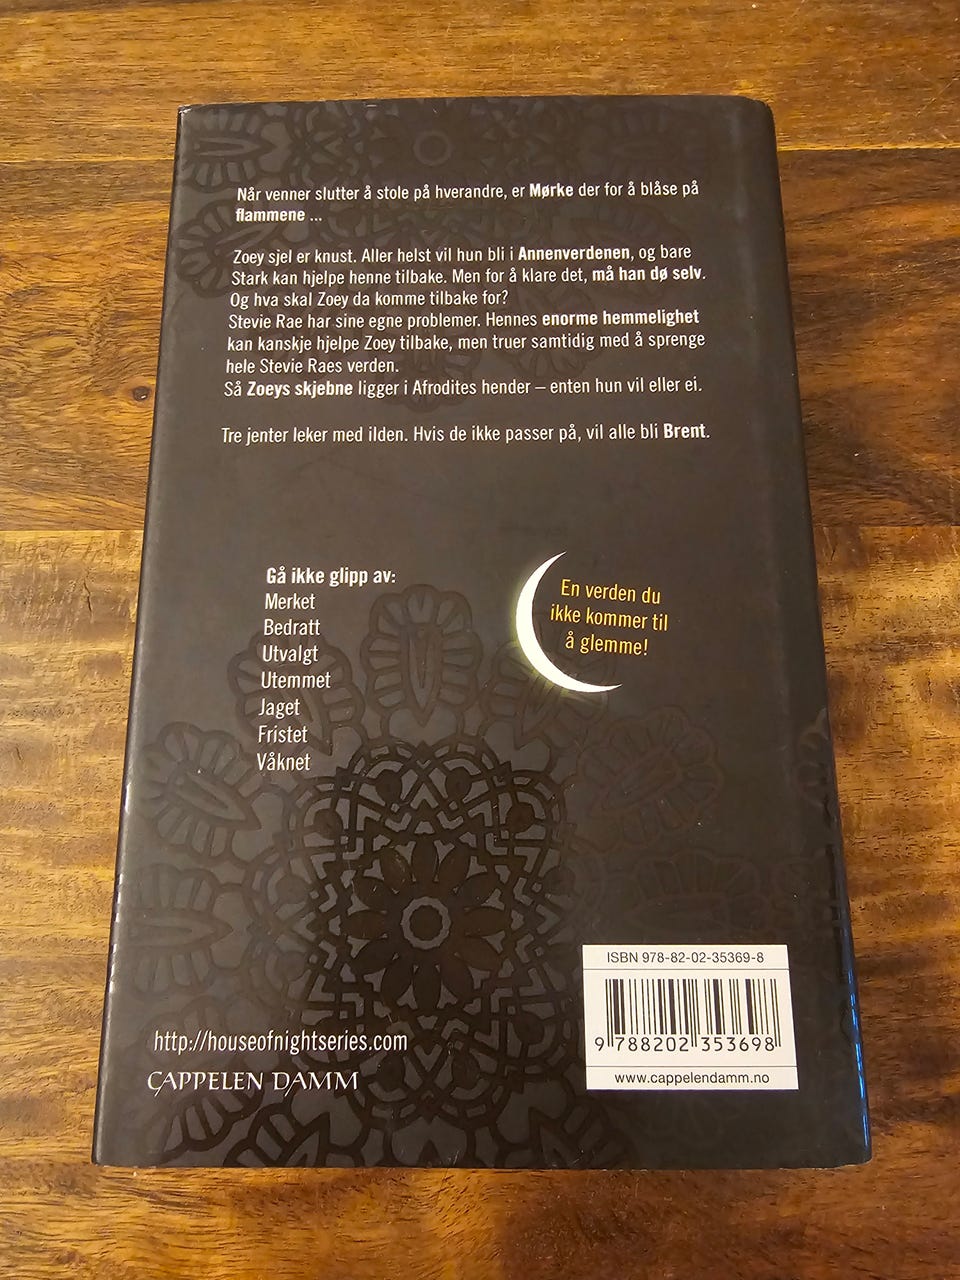 Når venner slutter å stole på hverandre, er Mørke der for å blåse på
flammene ...
Zoey sjel er knust. Aller helst vil hun bli i Annenverdenen, og bare
Stark kan hjelpe henne tilbake. Men for å klare det, må han dø selv.
Og hva skal Zoey da komme tilbake for?
Stevie Rae har sine egne problemer. Hennes enorme hemmelighet
kan kanskje hjelpe Zoey tilbake, men truer samtidig med å sprenge
hele Stevie Raes verden.
Så Zoeys skjebne ligger i Afrodites hender – enten hun vil eller ei.
Tre jenter leker med ilden. Hvis de ikke passer på, vil alle bli Brent.
Gå ikke glipp av:
Merket
Bedratt
Utvalgt
Utemmet
Jaget
Fristet
Våknet
En verden du
ikke kommer til
å glemme!
ISBN 978-82-02-35369-8
9 788202 353698
www.cappelendamm.no
http://houseofnightseries.com
CAPPELEN DAMM